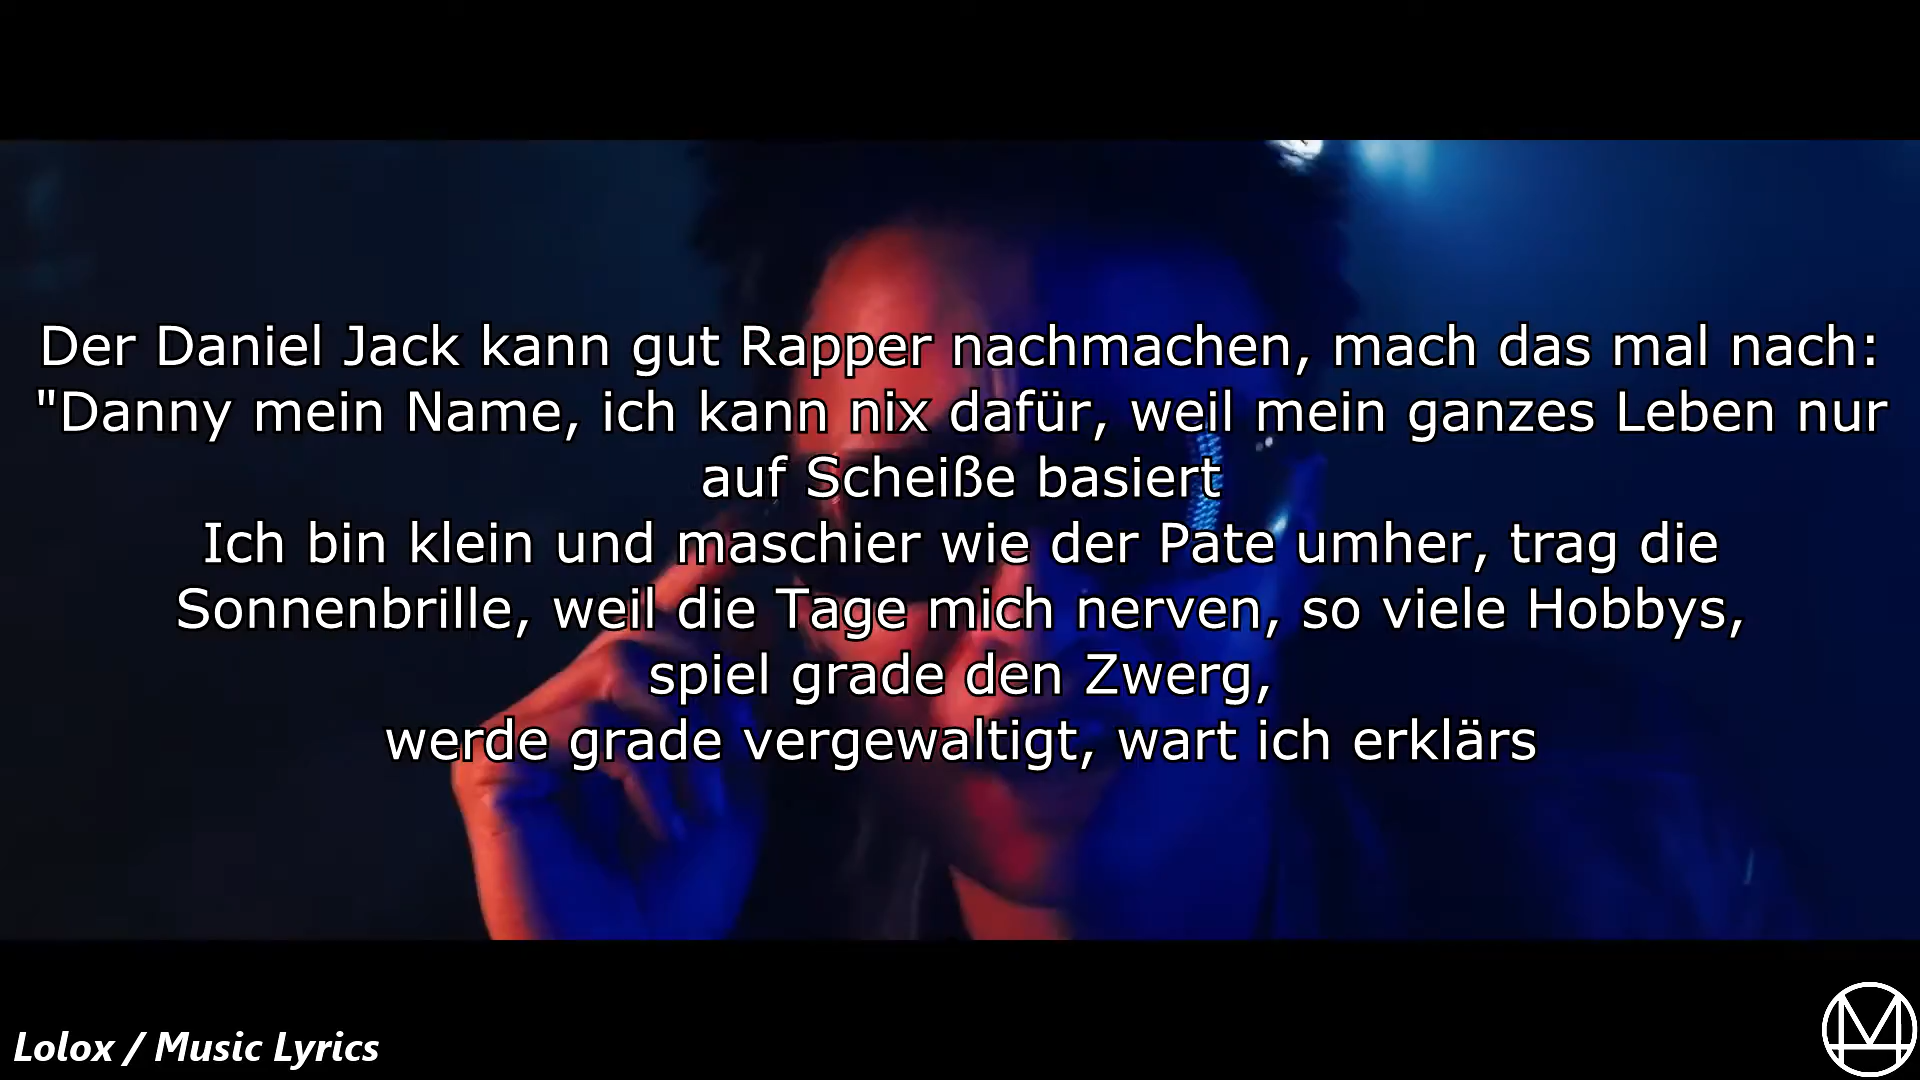 Der Daniel Jack kann gut Rapper nachmachen, mach das mal nach:
"Danny mein Name, ich kann nix dafür, weil mein ganzes Leben nur
auf Scheiße basiert
Ich bin klein und maschier wie der Pate umher, trag die
Sonnenbrille, weil die Tage mich nerven, so viele Hobbys,
spiel grade den Zwerg,
werde grade vergewaltigt, wart ich erklärs
Lolox / Music Lyrics